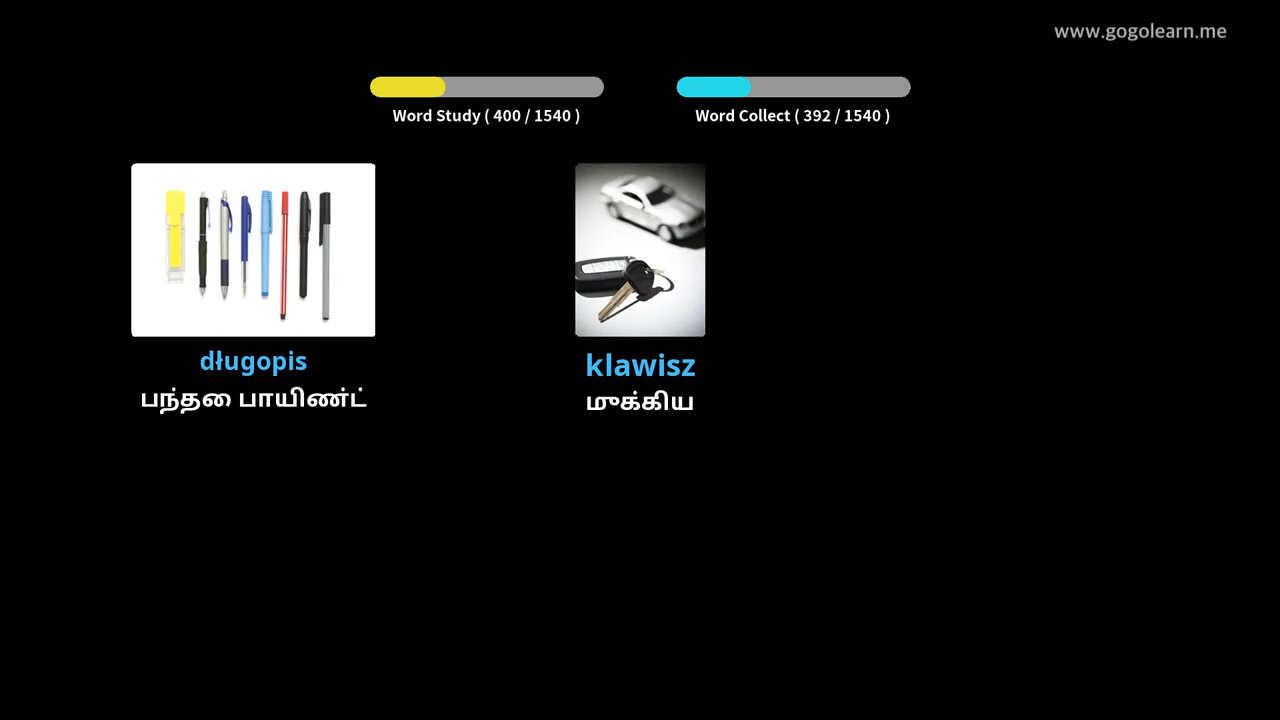 www.gogolearn.me
Word Study ( 400 / 1540 )
Word Collect ( 392 / 1540 )
długopis
பந்தை பாயிண்ட்
klawisz
முக்கிய